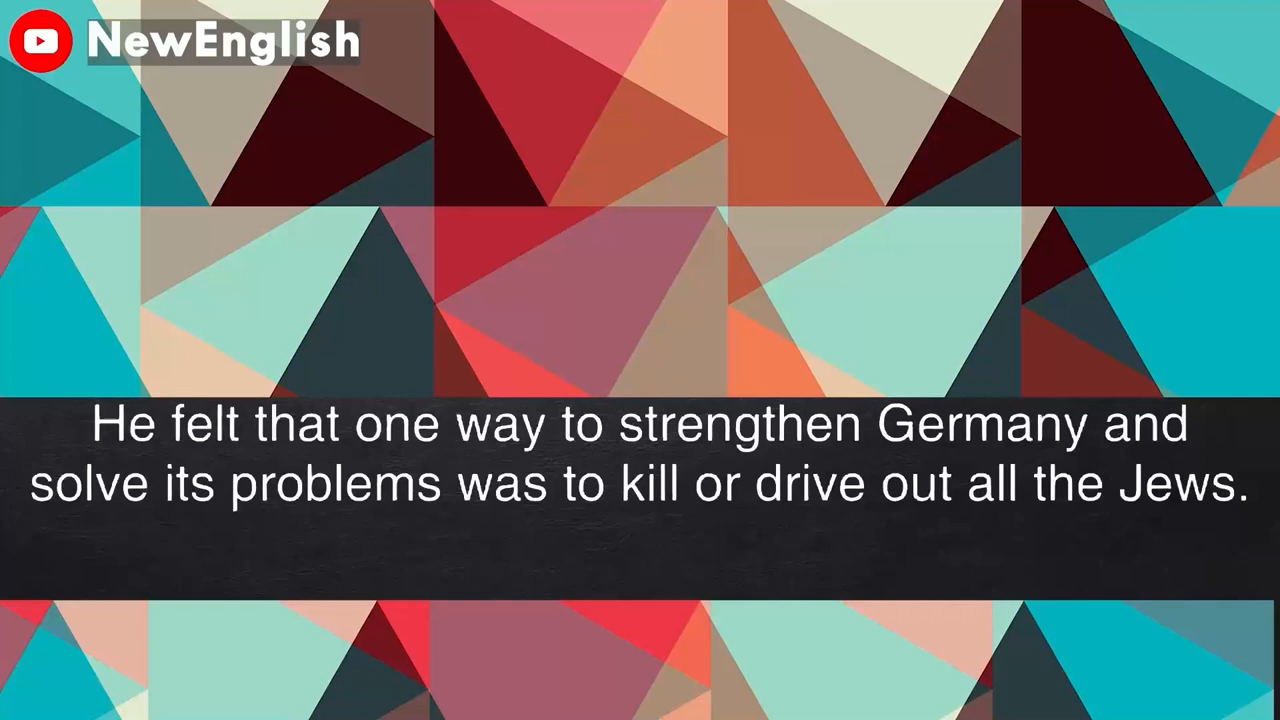 NewEnglish
He felt that one way to strengthen Germany and
solve its problems was to kill or drive out all the Jews.